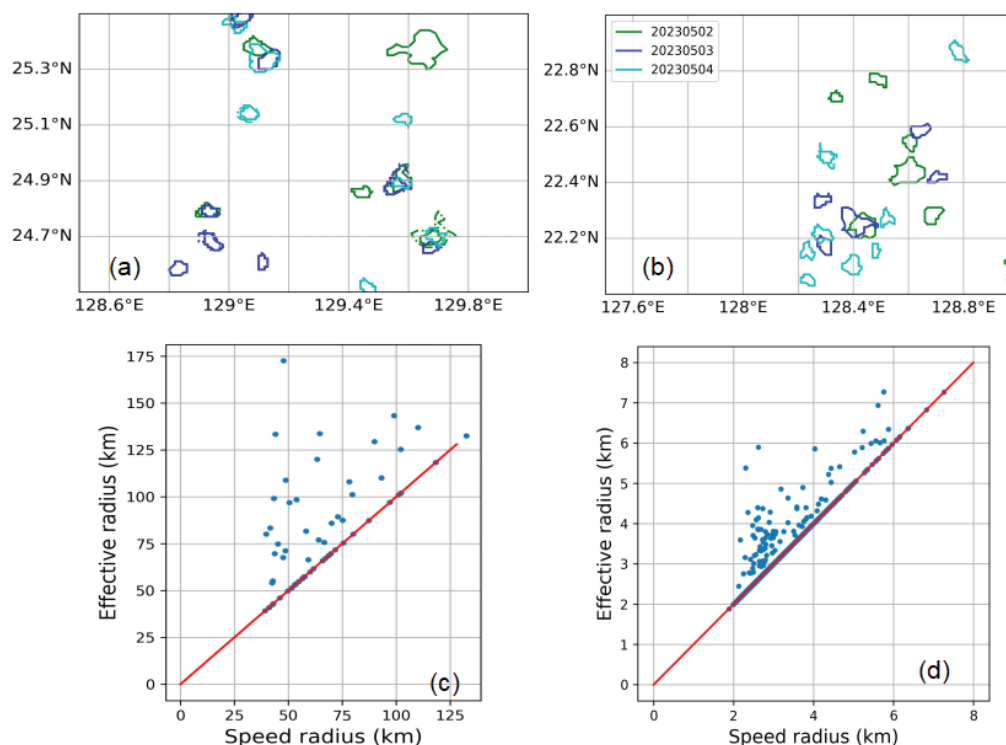 25.3°N
25.1°N
24.9°N
24.7°N
(a)
128.6°E
129°E
129.4°E
129.8°E
20230502
20230503
20230504
22.8°N
22.6°N
22.4°N
22.2°N
(b)
127.6°E
128°E
128.4°E
128.8°E
175
150
125
100
75
50
25
0
Effective radius (km)
(c)
0
25
50
75
100
125
Speed radius (km)
8
7
6
5
4
3
2
1
0
Effective radius (km)
(d)
0
2
4
6
8
Speed radius (km)